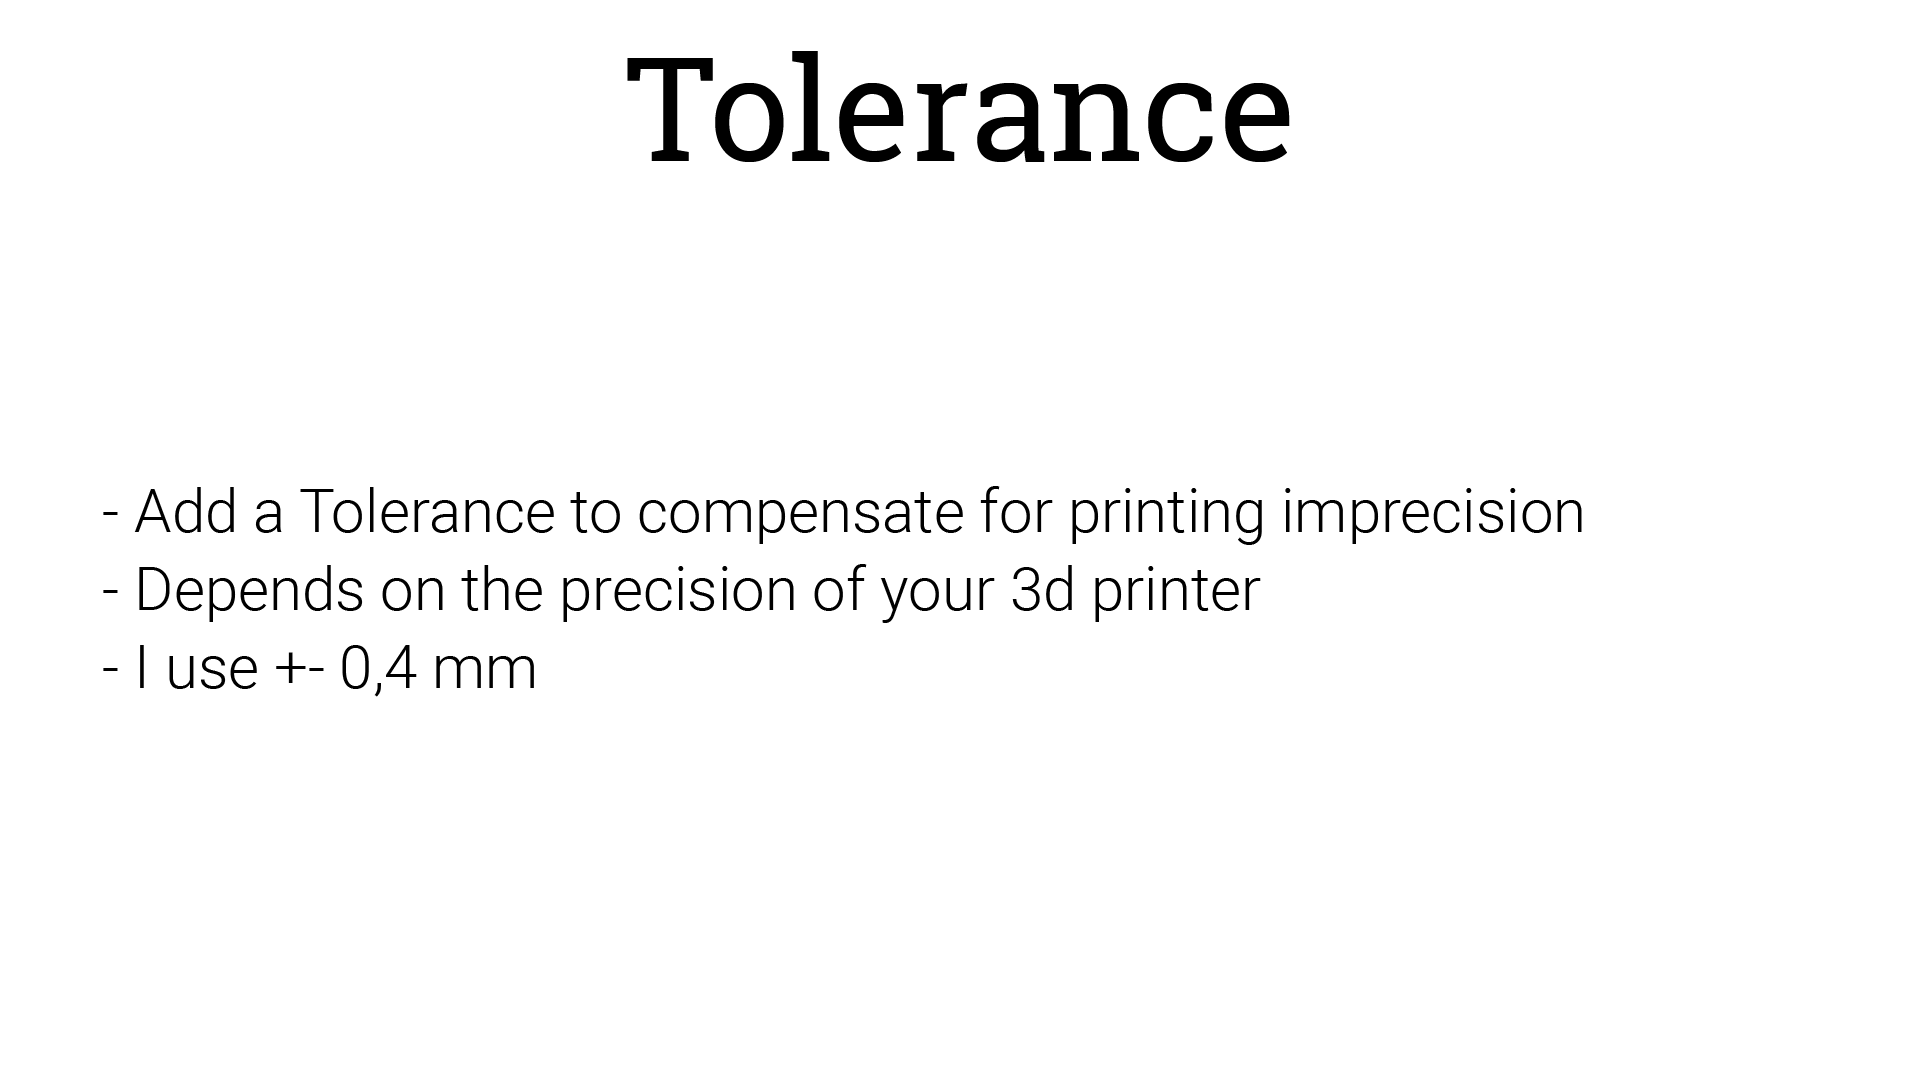 Tolerance
- Add a Tolerance to compensate for printing imprecision
- Depends on the precision of your 3d printer
- I use +- 0,4 mm